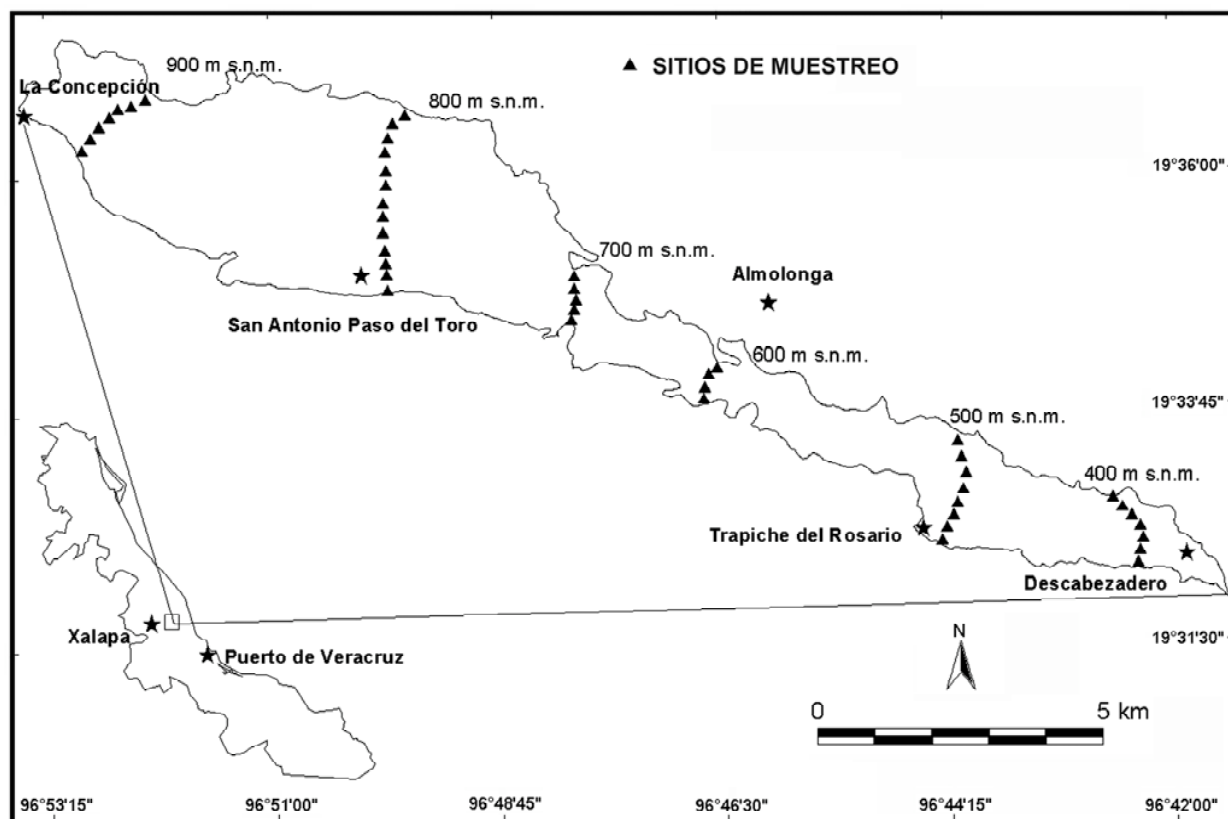 ▲ SITIOS DE MUESTREO
900 m s.n.m.
La Concepción
800 m s.n.m.
19°36'00"
700 m s.n.m.
Almolonga
San Antonio Paso del Toro
600 m s.n.m.
19°33'45"
500 m s.n.m.
400 m s.n.m.
Trapiche del Rosario
Descabezadero
Xalapa
Puerto de Veracruz
N
19°31'30"
0 5 km
96°53'15" 96°51'00" 96°48'45" 96°46'30" 96°44'15" 96°42'00"